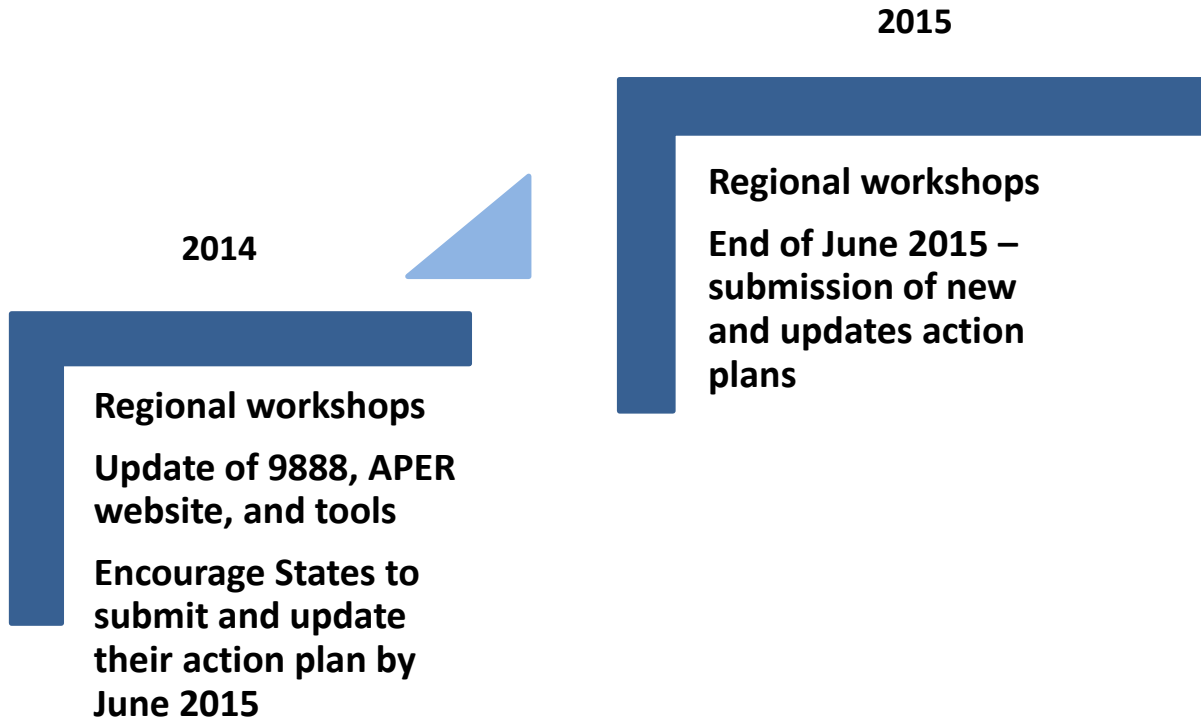 2014
Regional workshops
Update of 9888, APER
website, and tools
Encourage States to
submit and update
their action plan by
June 2015
2015
Regional workshops
End of June 2015 –
submission of new
and updates action
plans